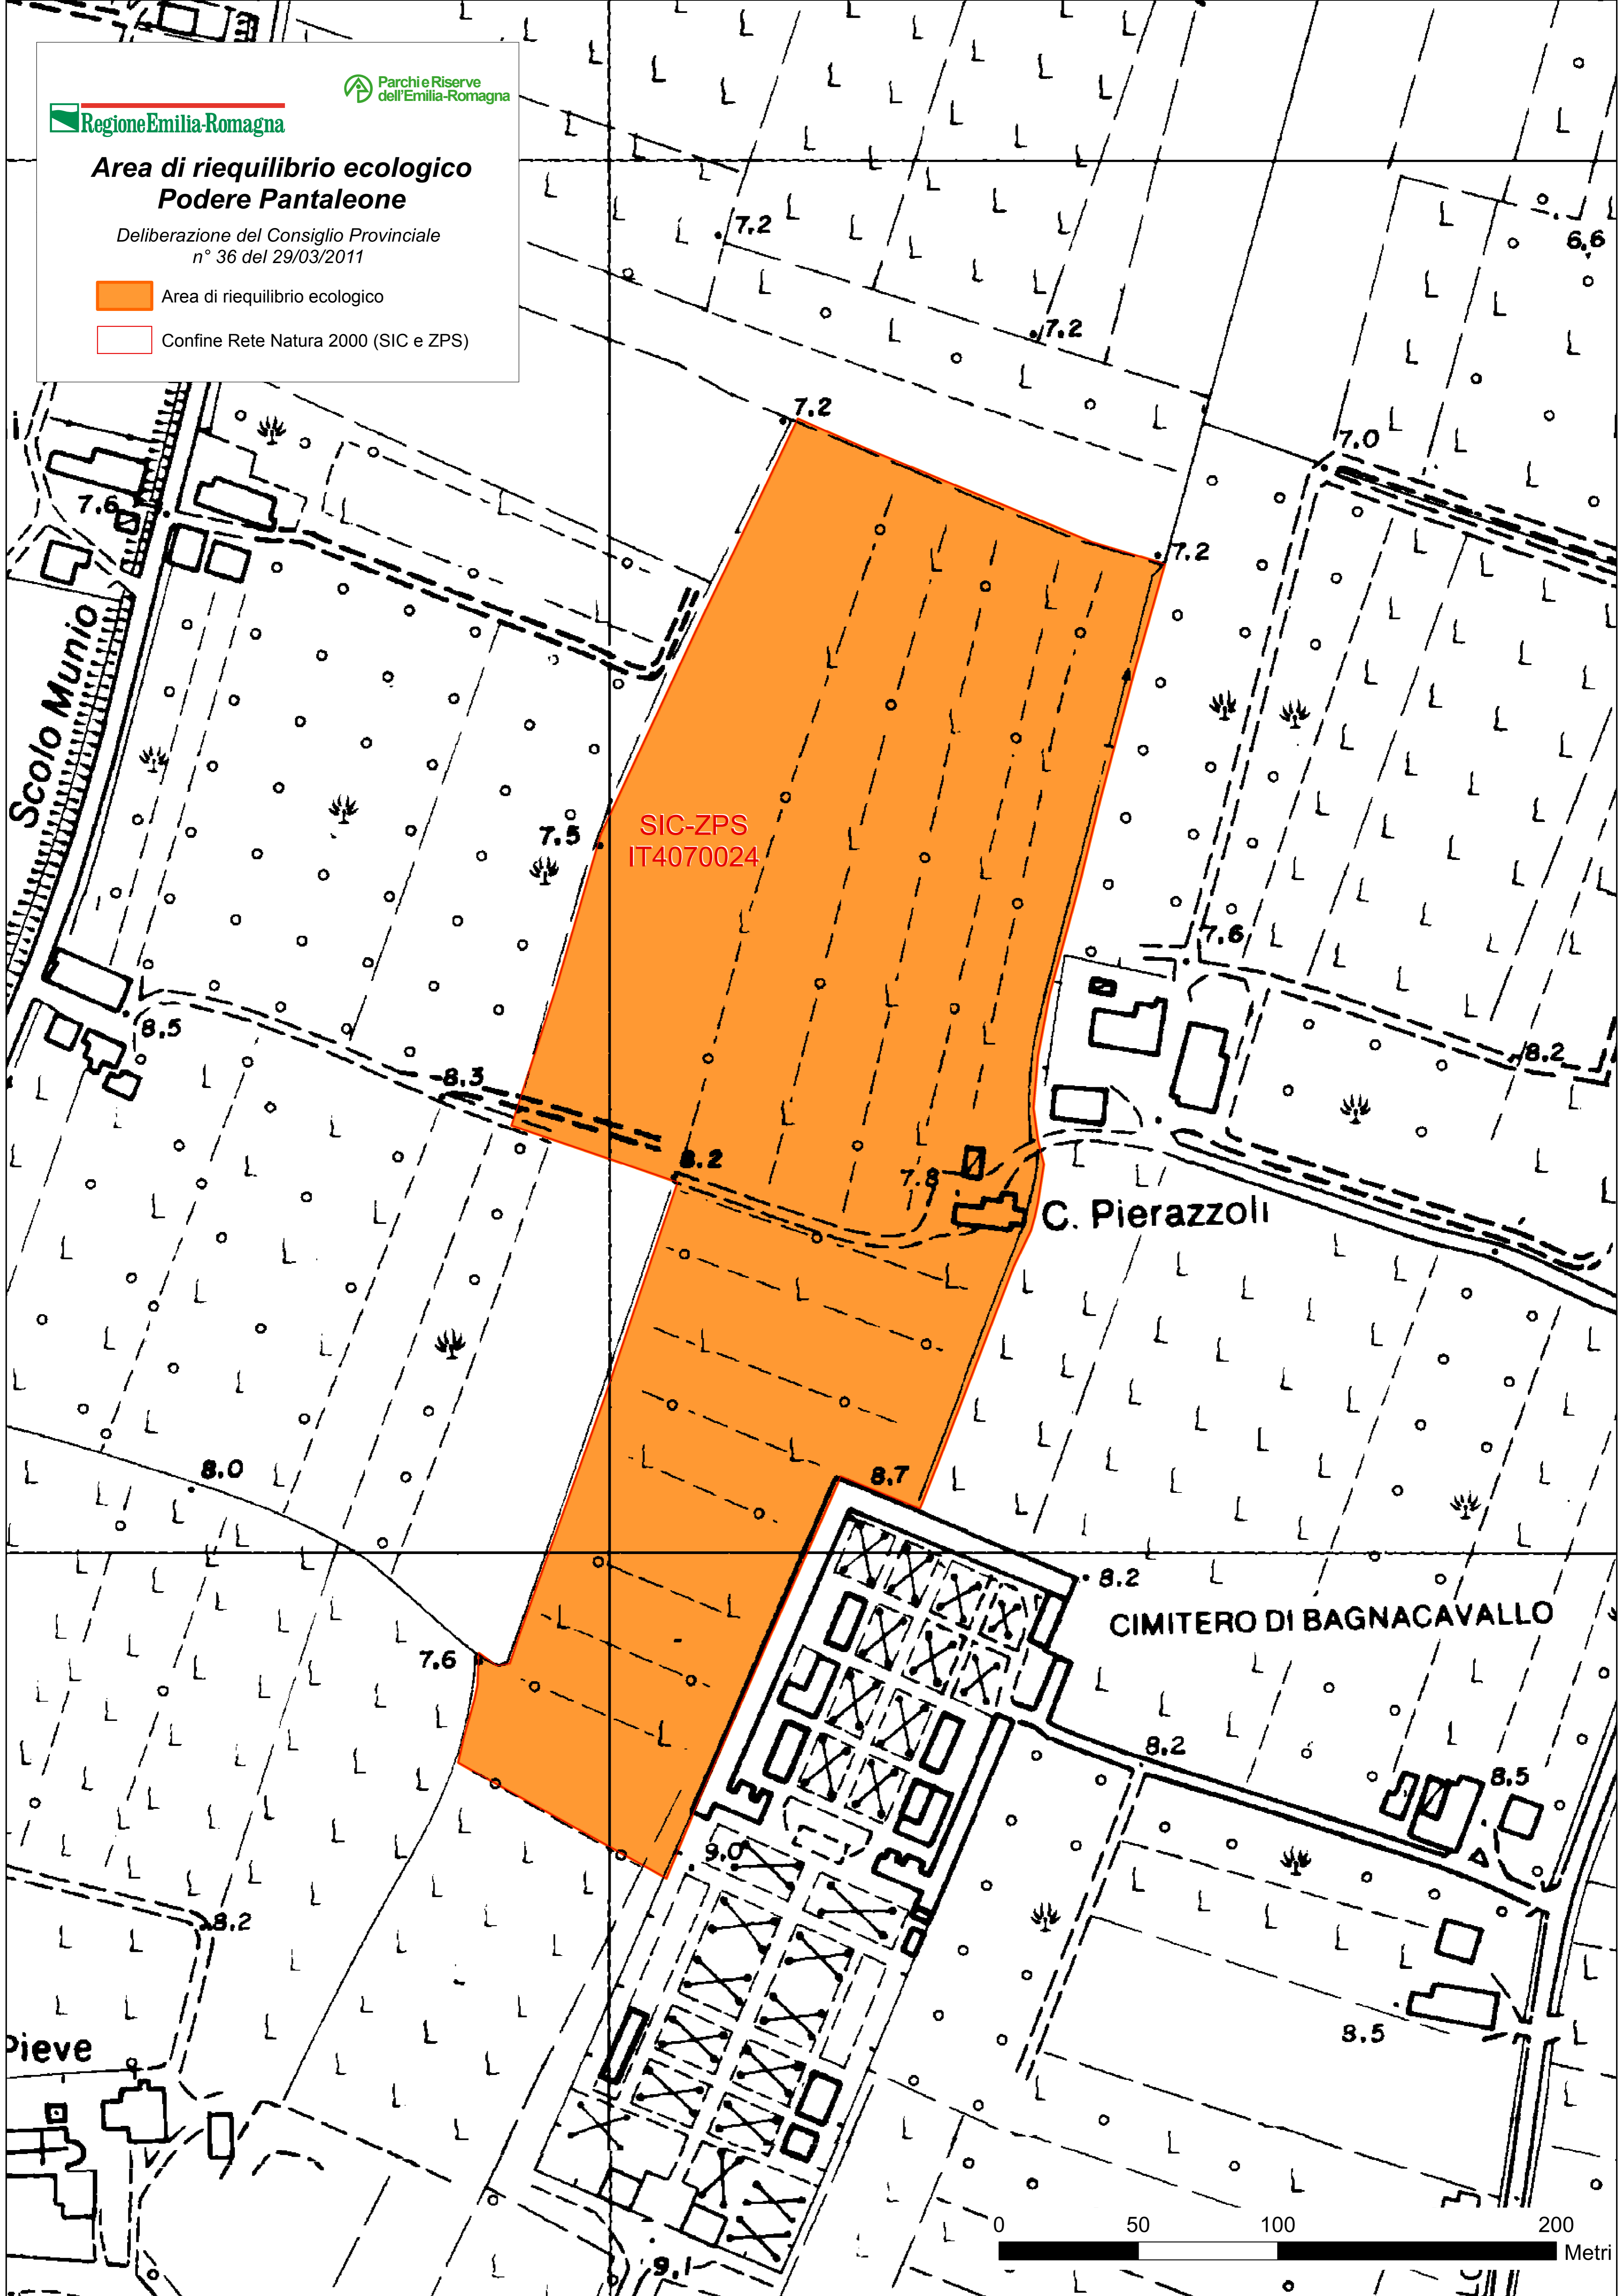 Parchi e Riserve
dell'Emilia-Romagna
RegioneEmilia-Romagna
Area di riequilibrio ecologico
Podere Pantaleone
Deliberazione del Consiglio Provinciale
n° 36 del 29/03/2011
Area di riequilibrio ecologico
Confine Rete Natura 2000 (SIC e ZPS)
7.2
6.6
7.2
7.2
7.0
i
7.6
7.2
Scolo Munio
SIC-ZPS
IT4070024
7.5
7.6
8.5
8.2
8.3
8.2
7.8
C. Pierazzoli
8.0
8.7
8.2
CIMITERO DI BAGNACAVALLO
7.6
8.2
8.5
9.0
8.2
8.5
Pieve
9.1
0 50 100 200
Metri